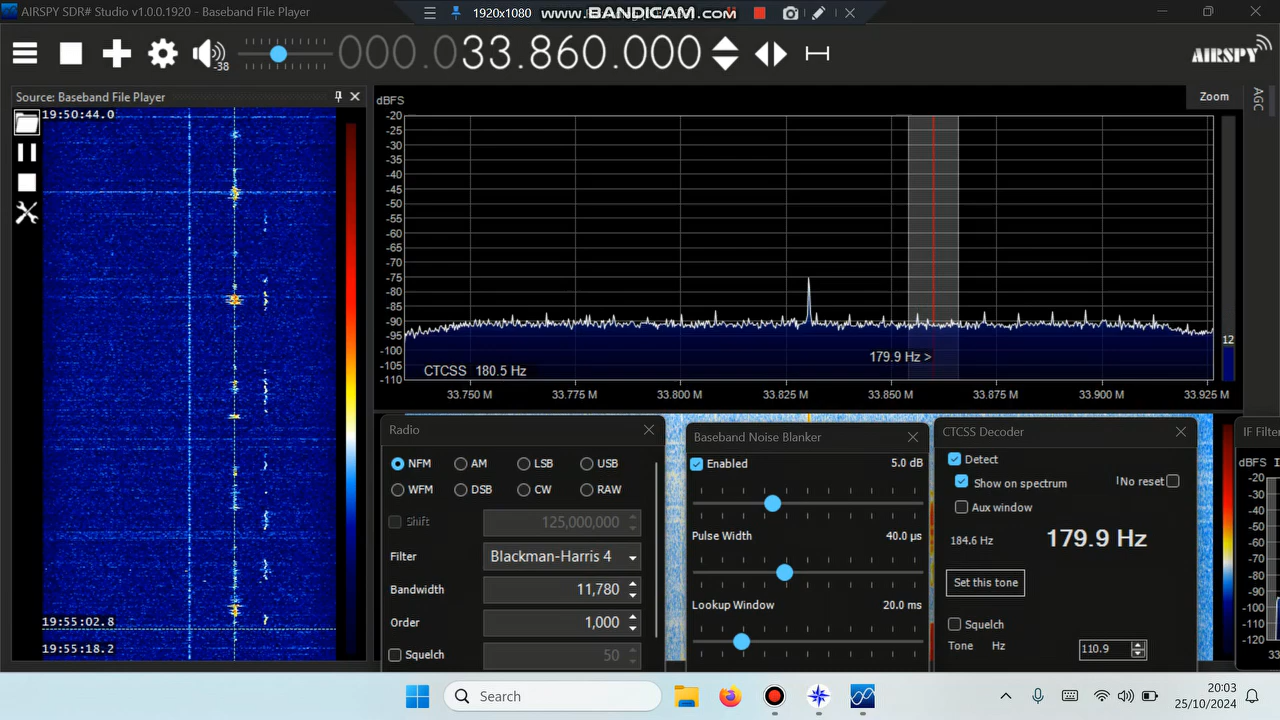 AIRSPY SDR# Studio v1.0.0.1920 - Baseband File Player
1920x1080
www.BANDICAM.com
-38
000.033.860.000
AIRSPY
Source: Baseband File Player
19:50:44.0
19:55:02.8
19:55:18.2
dBFS
Zoom
AGC
-20
-25
-30
-35
-40
-45
-50
-55
-60
-65
-70
-75
-80
-85
-90
-95
-100
-105
-110
179.9 Hz >
CTCSS 180.5 Hz
12
33.750 M
33.775 M
33.800 M
33.825 M
33.850 M
33.875 M
33.900 M
33.925 M
Radio
NFM
AM
LSB
USB
WFM
DSB
CW
RAW
Shift
125,000,000
Filter
Blackman-Harris 4
Bandwidth
11,780
Order
1,000
Squelch
50
Baseband Noise Blanker
Enabled
5.0 dB
Pulse Width
40.0 µs
Lookup Window
20.0 ms
CTCSS Decoder
Detect
Show on spectrum
No reset
Aux window
184.6 Hz
179.9 Hz
Set this tone
Squelch
Tone Hz
110.9
IF Filter
dBFS
-20
-30
-40
-50
-60
-70
-80
-90
-100
-110
-120
33
Search
20:03
25/10/2024